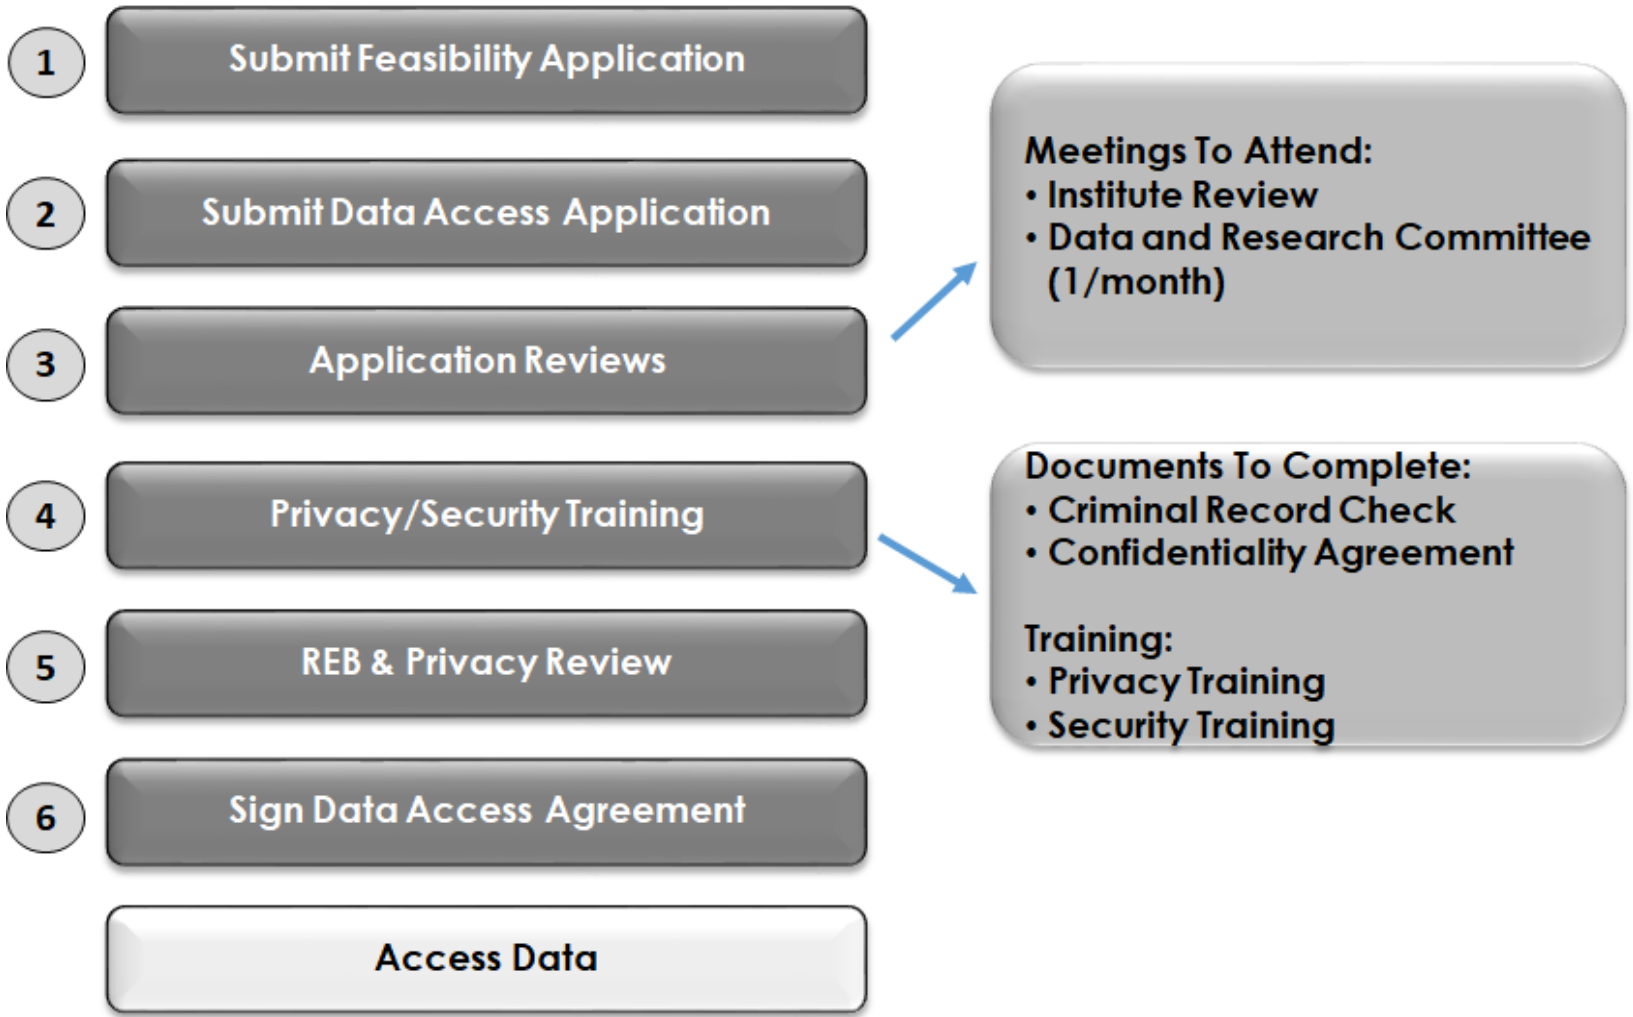 1
Submit Feasibility Application
2
Submit Data Access Application
3
Application Reviews
4
Privacy/Security Training
5
REB & Privacy Review
6
Sign Data Access Agreement
Access Data
Meetings To Attend:
• Institute Review
• Data and Research Committee
(1/month)
Documents To Complete:
• Criminal Record Check
• Confidentiality Agreement
Training:
• Privacy Training
• Security Training